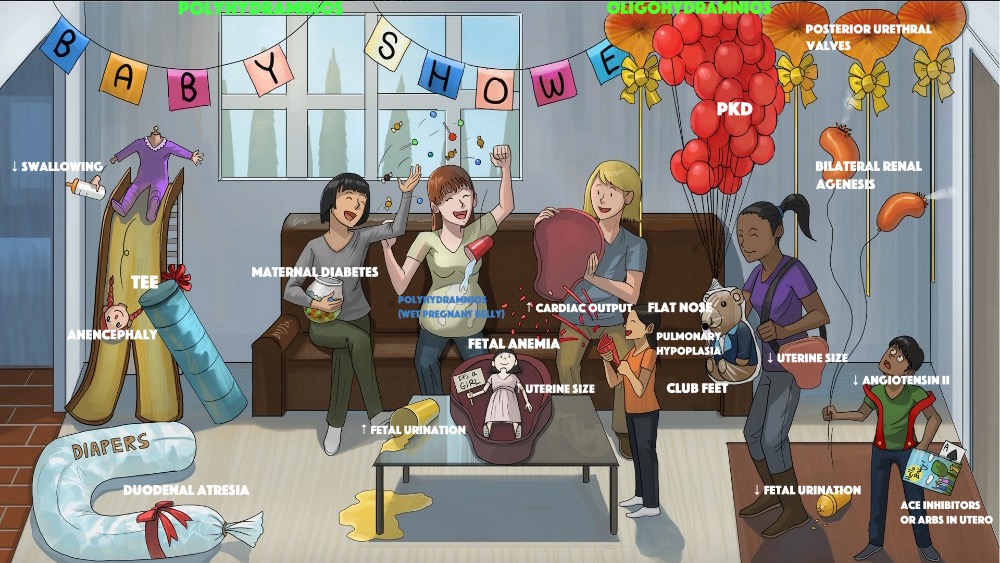 POLYHYDRAMNIOS
OLIGOHYDRAMNIOS
BABY SHOWE
POSTERIOR URETHRAL
VALVES
PKD
↓ SWALLOWING
BILATERAL RENAL
AGENESIS
MATERNAL DIABETES
TEE
POLYHYDRAMNIOS
(WET PREGNANT BELLY)
↑ CARDIAC OUTPUT
FLAT NOSE
ANENCEPHALY
FETAL ANEMIA
PULMONARY
HYPOPLASIA
↓ UTERINE SIZE
It's a
GIRL
↑ UTERINE SIZE
CLUB FEET
↓ ANGIOTENSIN II
↑ FETAL URINATION
DIAPERS
A
DUODENAL ATRESIA
↓ FETAL URINATION
ACE INHIBITORS
OR ARBS IN UTERO